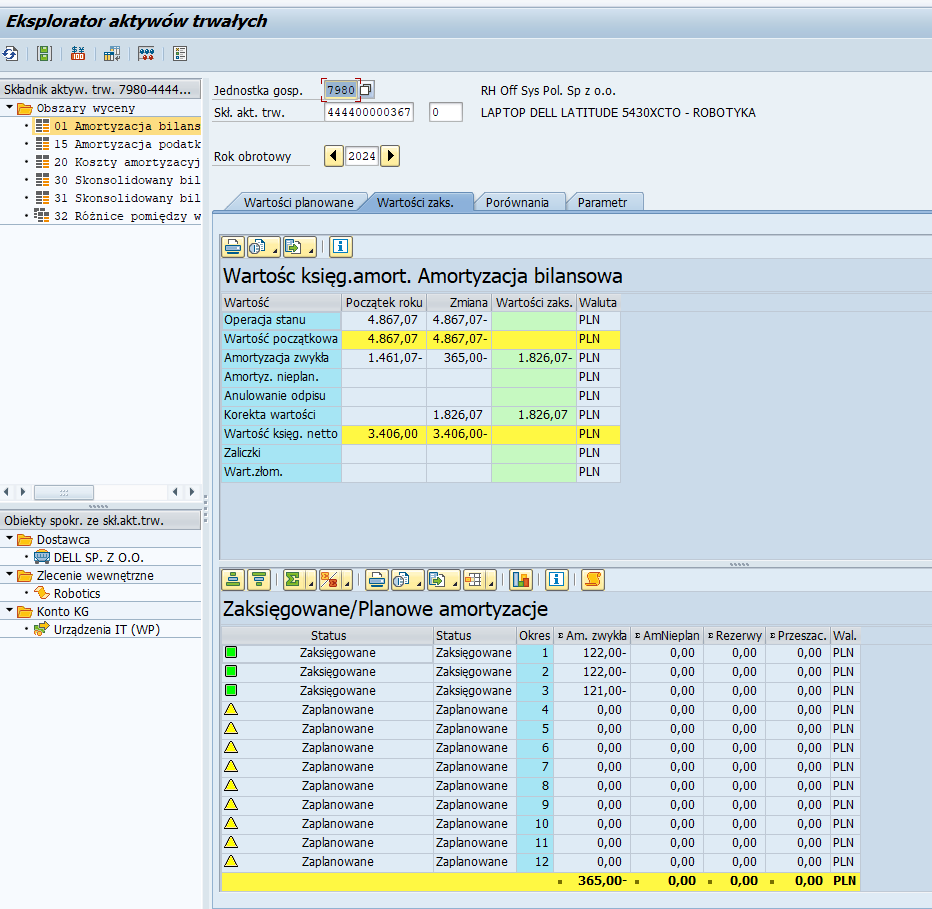 Eksplorator aktywów trwałych
Składnik aktyw. trw. 7980-4444...
Obszary wyceny
01 Amortyzacja bilans
15 Amortyzacja podatk
20 Koszty amortyzacyj
30 Skonsolidowany bil
31 Skonsolidowany bil
32 Różnice pomiędzy w
Obiekty spokr. ze skł.akt.trw.
Dostawca
DELL SP. Z O.O.
Zlecenie wewnętrzne
Robotics
Konto KG
Urządzenia IT (WP)
Jednostka gosp. 7980 RH Off Sys Pol. Sp z o.o.
Skł. akt. trw. 444400000367 0 LAPTOP DELL LATITUDE 5430XCTO - ROBOTYKA
Rok obrotowy 2024
Wartości planowane Wartości zaks. Porównania Parametr
Wartośc księg.amort. Amortyzacja bilansowa
Wartość Początek roku Zmiana Wartości zaks. Waluta
Operacja stanu 4.867,07 4.867,07- PLN
Wartość początkowa 4.867,07 4.867,07- PLN
Amortyzacja zwykła 1.461,07- 365,00- 1.826,07- PLN
Amortyz. nieplan. PLN
Anulowanie odpisu PLN
Korekta wartości 1.826,07 1.826,07 PLN
Wartość księg. netto 3.406,00 3.406,00- PLN
Zaliczki PLN
Wart.złom. PLN
Zaksięgowane/Planowe amortyzacje
Status Status Okres Σ Am. zwykła Σ AmNieplan Σ Rezerwy Σ Przeszac. Wal.
Zaksięgowane Zaksięgowane 1 122,00- 0,00 0,00 0,00 PLN
Zaksięgowane Zaksięgowane 2 122,00- 0,00 0,00 0,00 PLN
Zaksięgowane Zaksięgowane 3 121,00- 0,00 0,00 0,00 PLN
Zaplanowane Zaplanowane 4 0,00 0,00 0,00 0,00 PLN
Zaplanowane Zaplanowane 5 0,00 0,00 0,00 0,00 PLN
Zaplanowane Zaplanowane 6 0,00 0,00 0,00 0,00 PLN
Zaplanowane Zaplanowane 7 0,00 0,00 0,00 0,00 PLN
Zaplanowane Zaplanowane 8 0,00 0,00 0,00 0,00 PLN
Zaplanowane Zaplanowane 9 0,00 0,00 0,00 0,00 PLN
Zaplanowane Zaplanowane 10 0,00 0,00 0,00 0,00 PLN
Zaplanowane Zaplanowane 11 0,00 0,00 0,00 0,00 PLN
Zaplanowane Zaplanowane 12 0,00 0,00 0,00 0,00 PLN
365,00- 0,00 0,00 0,00 PLN